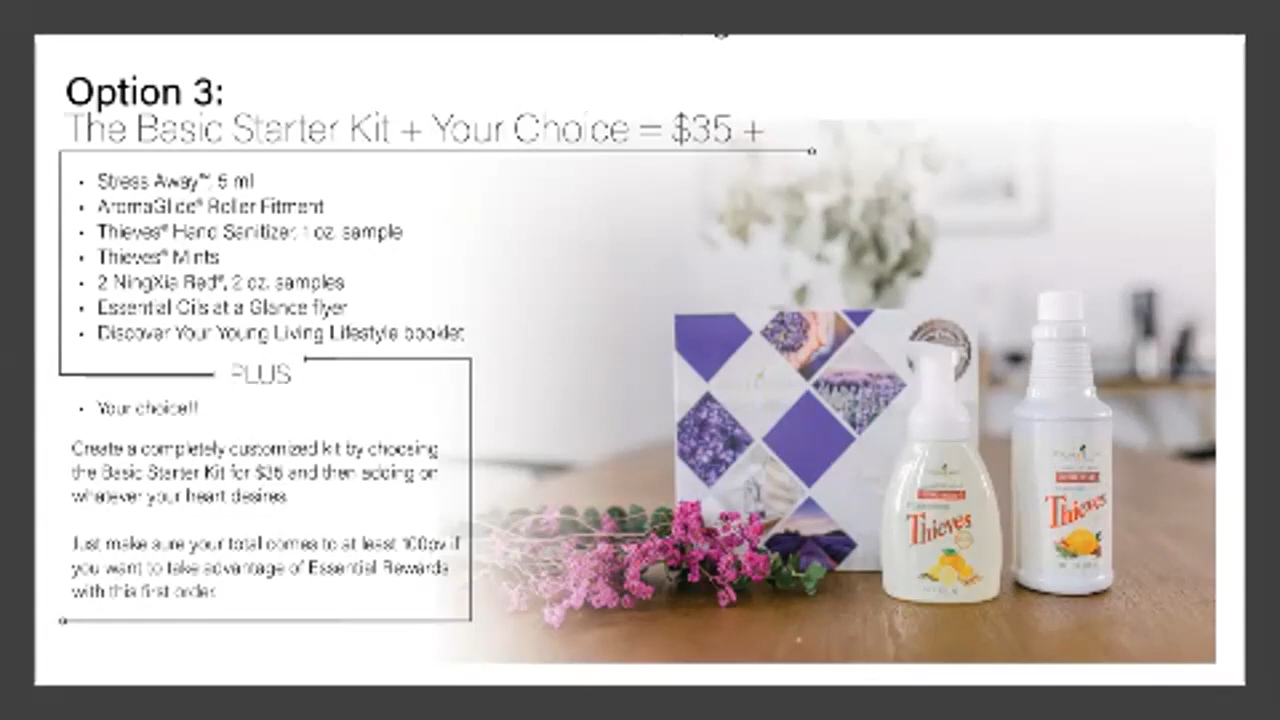 Option 3:
The Basic Starter Kit + Your Choice = $35 +
• Stress Away™, 5 ml
• AromaGlide® Roller Fitment
• Thieves® Hand Sanitizer, 1 oz. sample
• Thieves® Mints
• 2 NingXia Red®, 2 oz. samples
• Essential Oils at a Glance flyer
• Discover Your Young Living Lifestyle booklet
PLUS
• Your choice!!
Create a completely customized kit by choosing
the Basic Starter Kit for $35 and then adding on
whatever your heart desires.
Just make sure your total comes to at least 100pv if
you want to take advantage of Essential Rewards
with this first order.
Thieves
Thieves